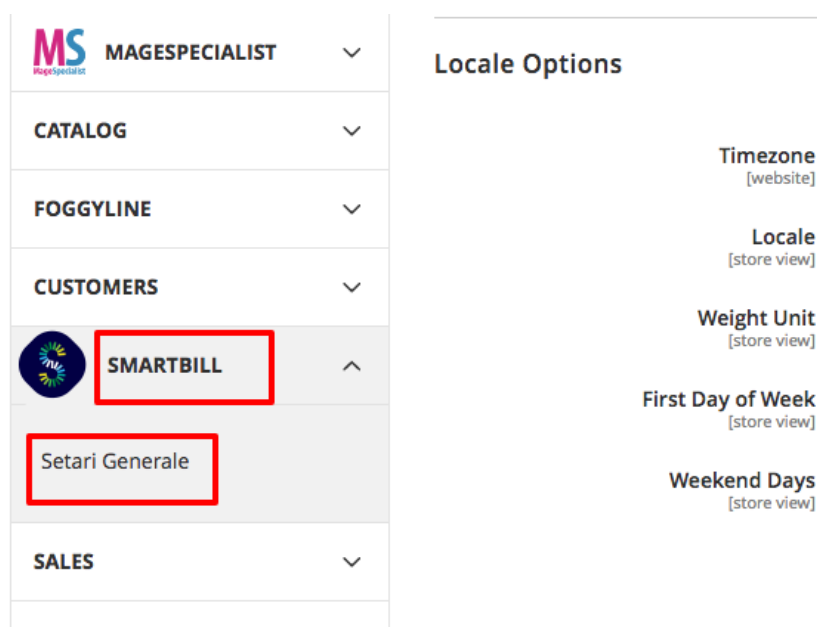 MS
MageSpecialist
MAGESPECIALIST
CATALOG
FOGGYLINE
CUSTOMERS
SMARTBILL
Setari Generale
SALES
Locale Options
Timezone
[website]
Locale
[store view]
Weight Unit
[store view]
First Day of Week
[store view]
Weekend Days
[store view]